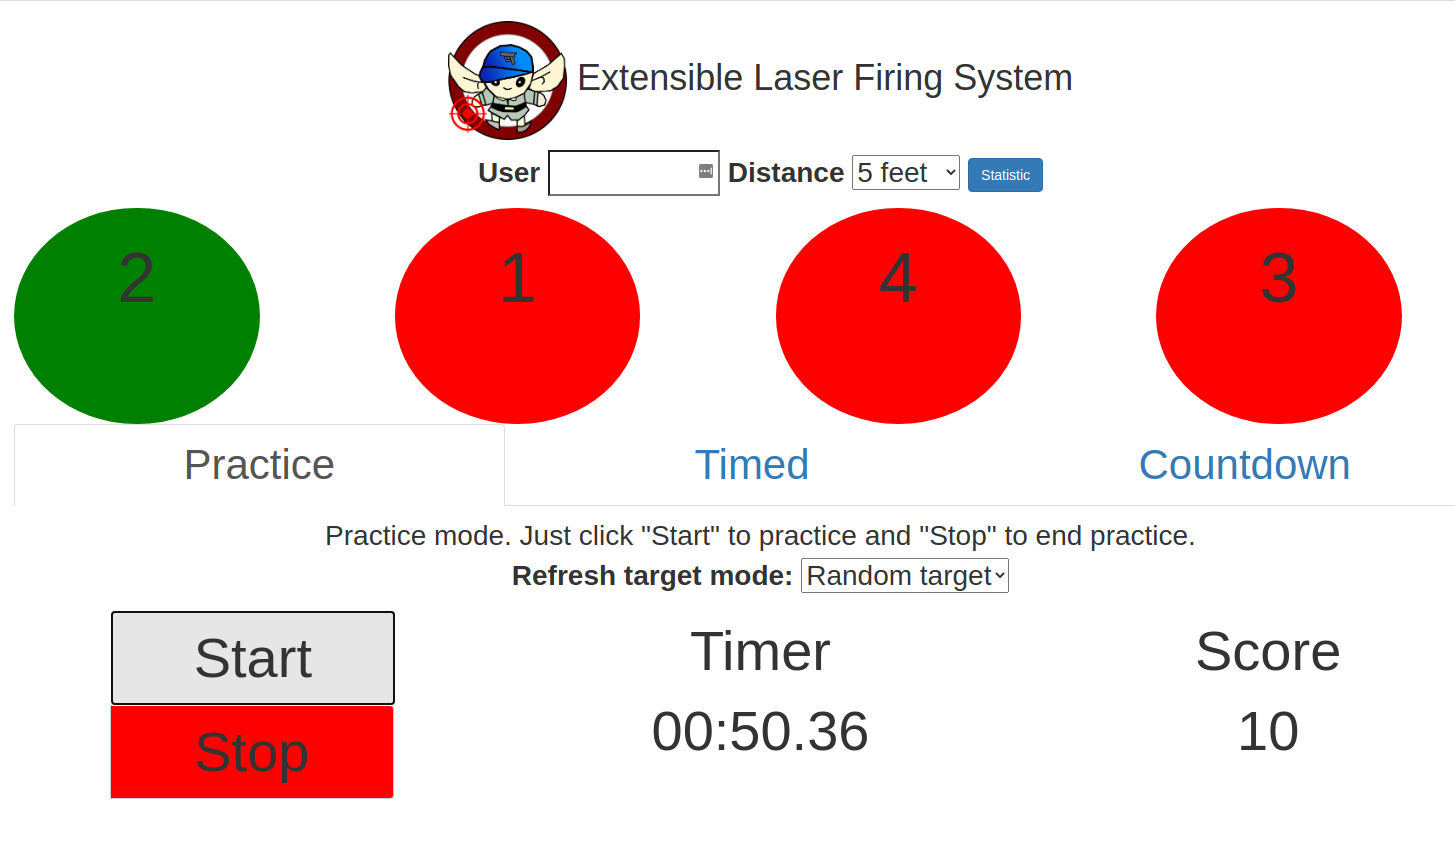 Extensible Laser Firing System
User Distance 5 feet Statistic
2 1 4 3
Practice Timed Countdown
Practice mode. Just click "Start" to practice and "Stop" to end practice.
Refresh target mode: Random target
Start Timer Score
Stop 00:50.36 10